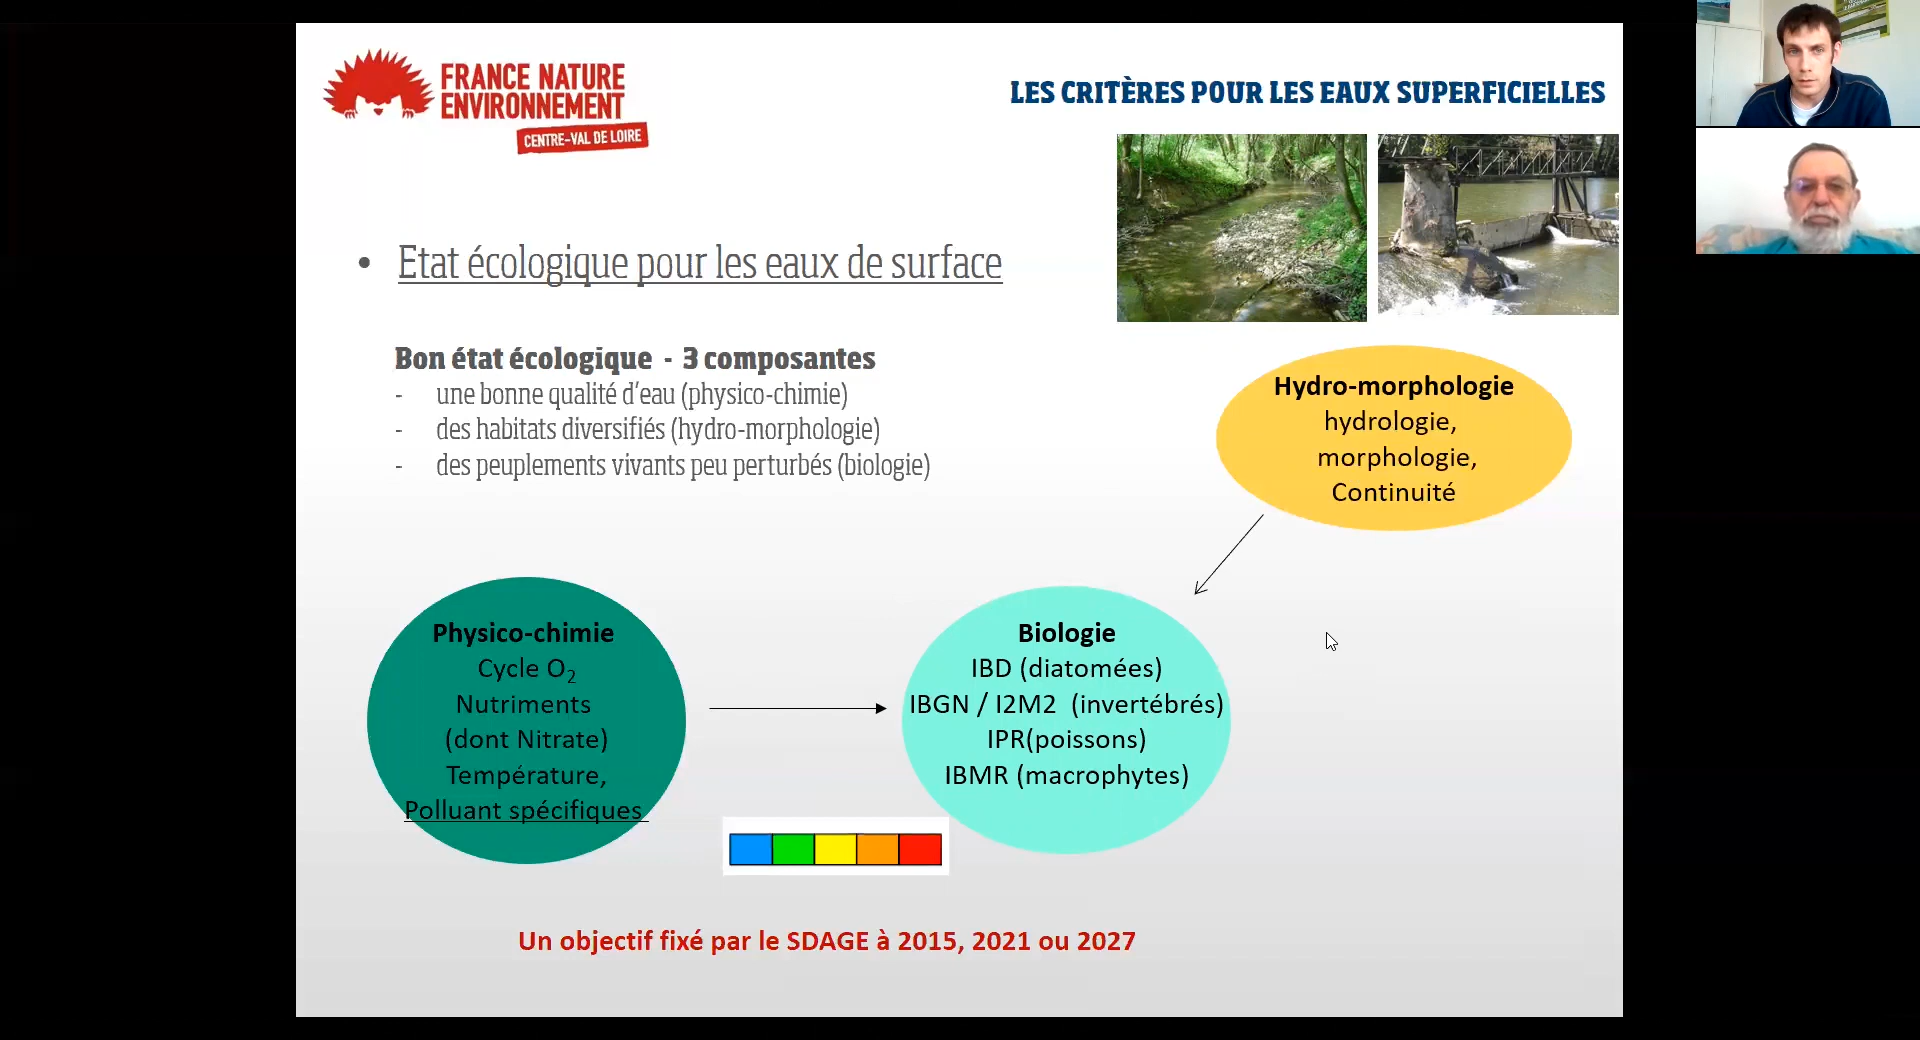 FRANCE NATURE
ENVIRONNEMENT
CENTRE-VAL DE LOIRE
LES CRITÈRES POUR LES EAUX SUPERFICIELLES
• Etat écologique pour les eaux de surface
Bon état écologique - 3 composantes
- une bonne qualité d'eau (physico-chimie)
- des habitats diversifiés (hydro-morphologie)
- des peuplements vivants peu perturbés (biologie)
Hydro-morphologie
hydrologie,
morphologie,
Continuité
Physico-chimie
Cycle O2
Nutriments
(dont Nitrate)
Température,
Polluant spécifiques
Biologie
IBD (diatomées)
IBGN / I2M2 (invertébrés)
IPR(poissons)
IBMR (macrophytes)
Un objectif fixé par le SDAGE à 2015, 2021 ou 2027